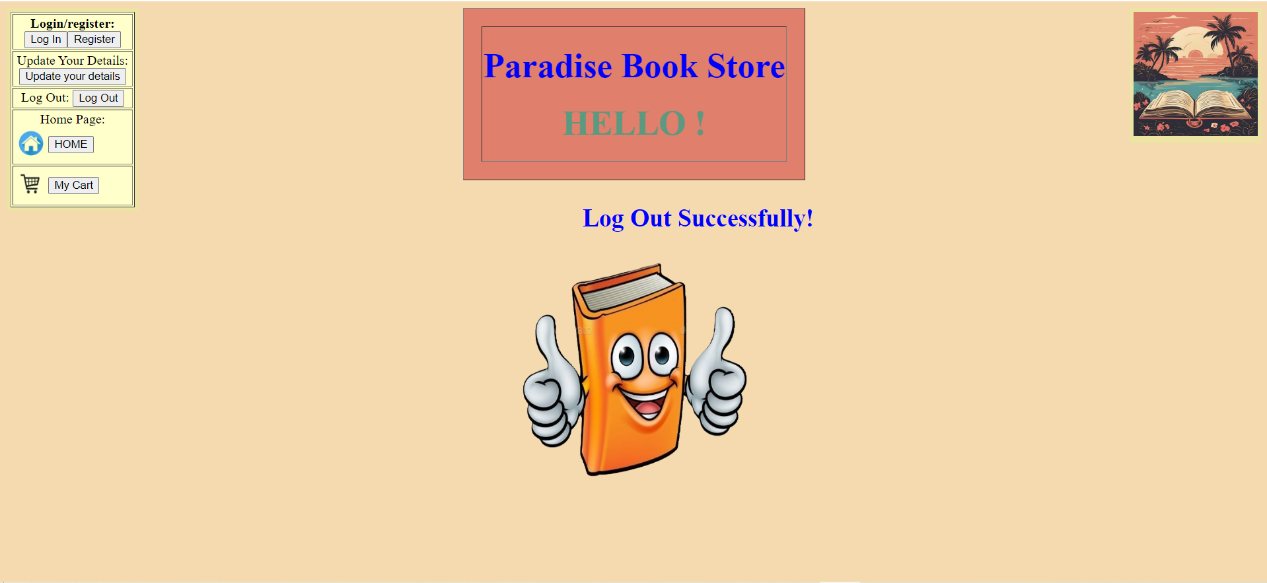 Login/register:
Log In Register
Update Your Details:
Update your details
Log Out: Log Out
Home Page:
HOME
My Cart
Paradise Book Store
HELLO !
Log Out Successfully!